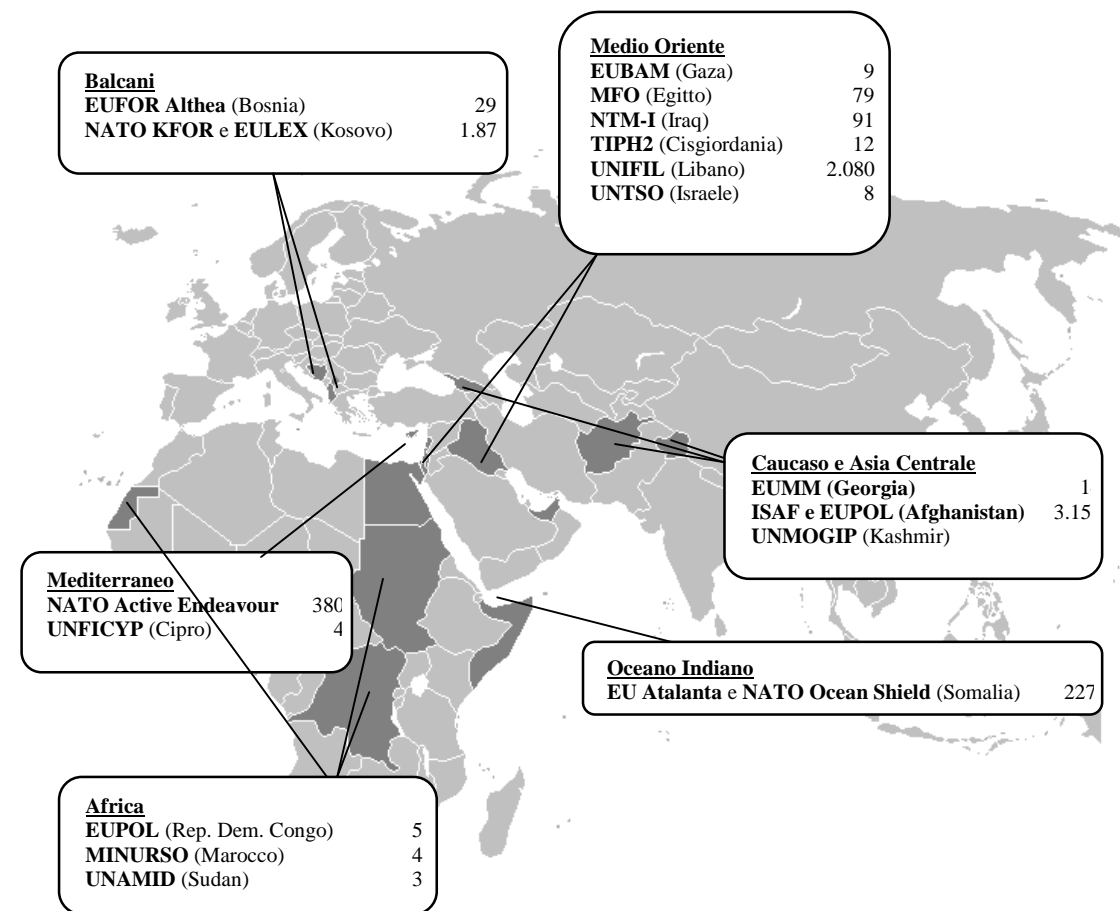 Balcani
EUFOR Althea (Bosnia) 29
NATO KFOR e EULEX (Kosovo) 1.87
Medio Oriente
EUBAM (Gaza) 9
MFO (Egitto) 79
NTM-I (Iraq) 91
TIPH2 (Cisgiordania) 12
UNIFIL (Libano) 2.080
UNTSO (Israele) 8
Caucaso e Asia Centrale
EUMM (Georgia) 1
ISAF e EUPOL (Afghanistan) 3.15
UNMOGIP (Kashmir)
Mediterraneo
NATO Active Endeavour 380
UNFICYP (Cipro) 4
Oceano Indiano
EU Atalanta e NATO Ocean Shield (Somalia) 227
Africa
EUPOL (Rep. Dem. Congo) 5
MINURSO (Marocco) 4
UNAMID (Sudan) 3